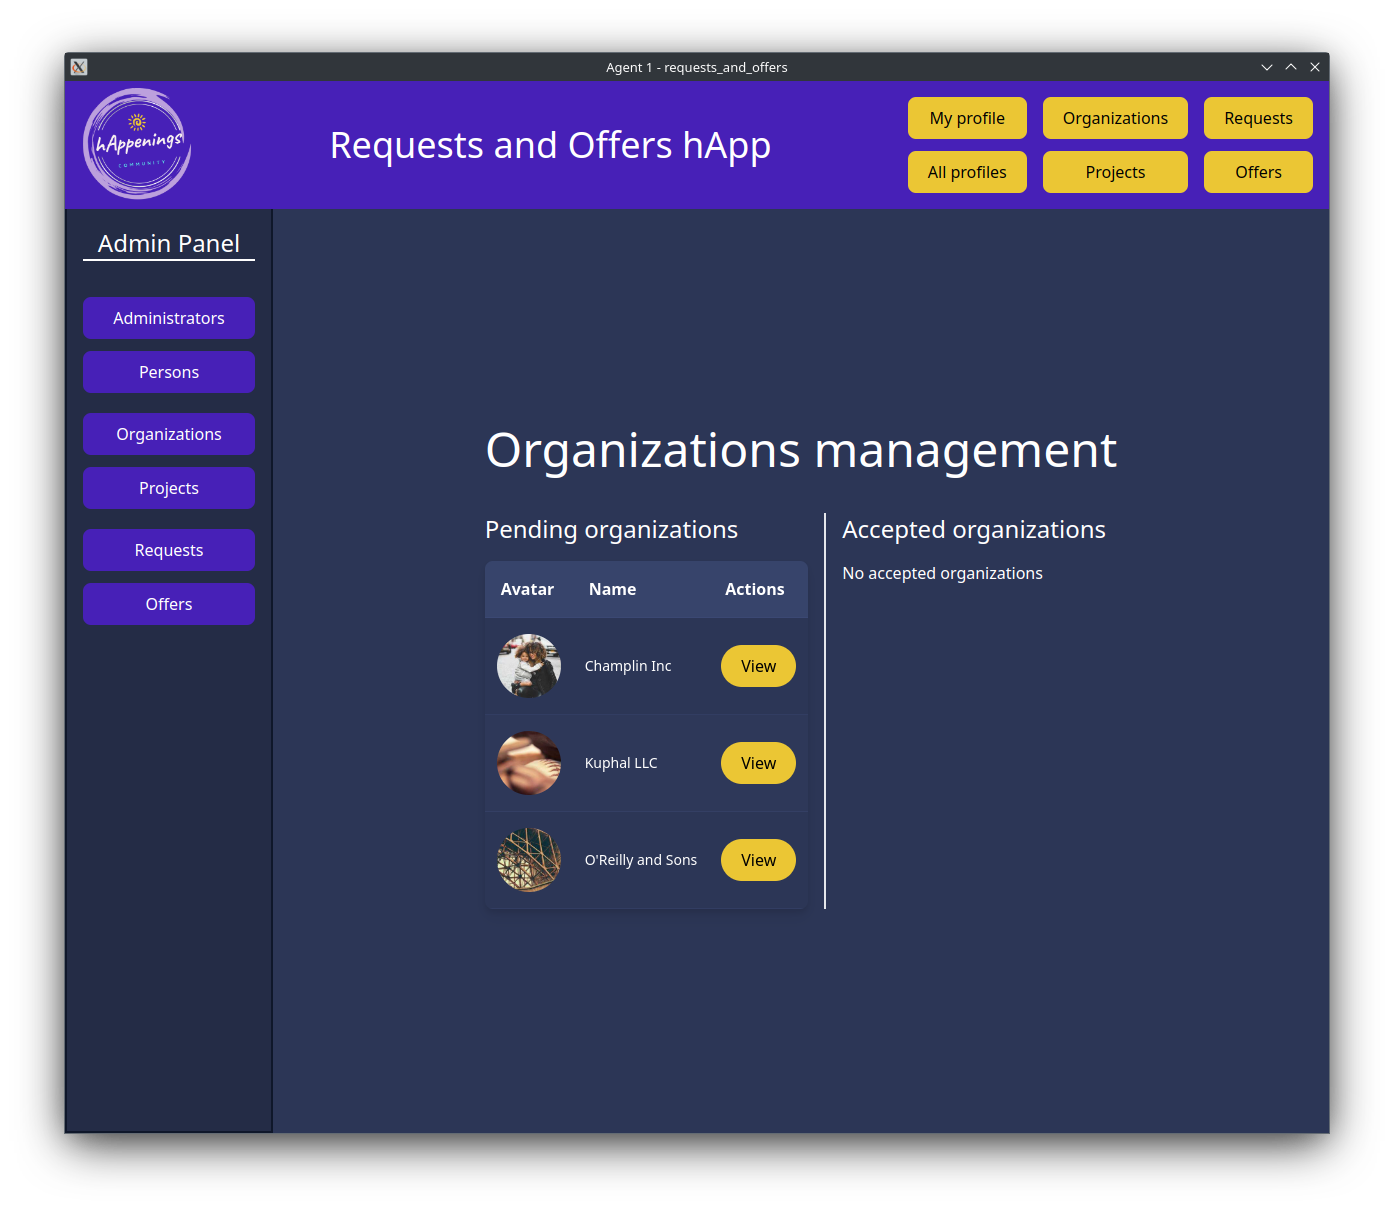 Agent 1 - requests_and_offers
hAppenings
COMMUNITY
Requests and Offers hApp
My profile
Organizations
Requests
All profiles
Projects
Offers
Admin Panel
Administrators
Persons
Organizations
Projects
Requests
Offers
Organizations management
Pending organizations
Avatar Name Actions
Champlin Inc View
Kuphal LLC View
O'Reilly and Sons View
Accepted organizations
No accepted organizations